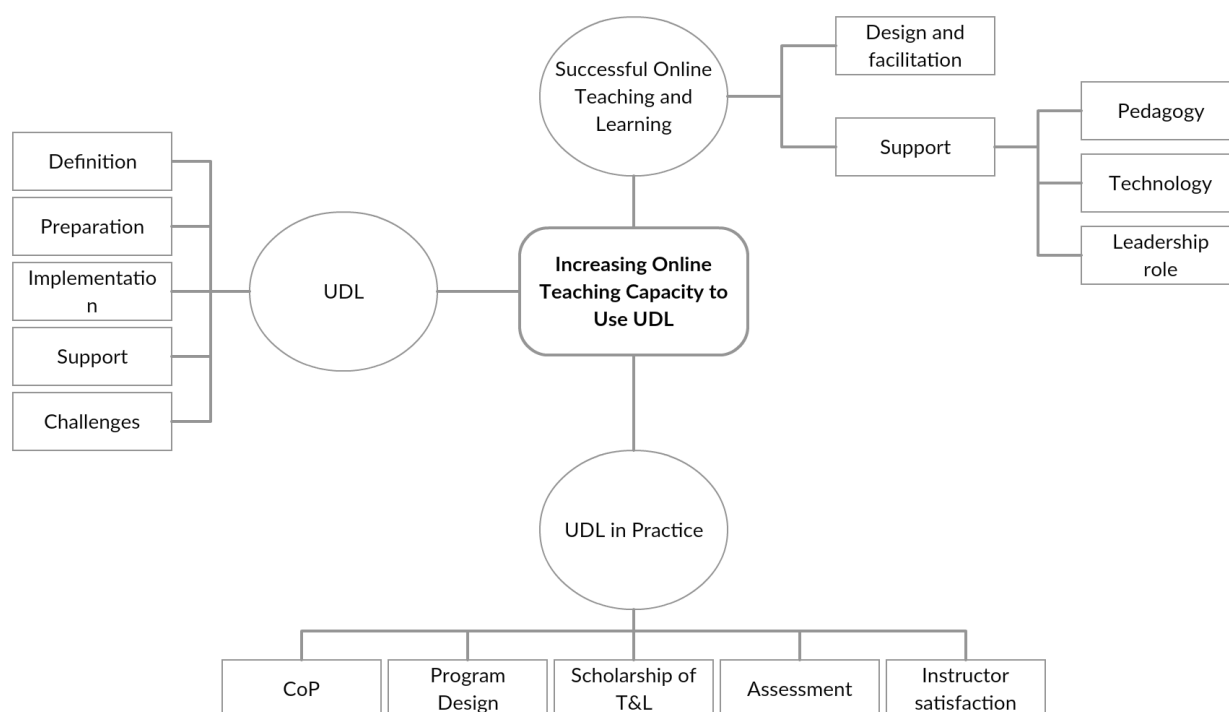 Successful Online
Teaching and
Learning
Design and
facilitation
Support
Pedagogy
Technology
Leadership
role
Definition
Preparation
Implementatio
n
Support
Challenges
UDL
Increasing Online
Teaching Capacity to
Use UDL
UDL in Practice
CoP
Program
Design
Scholarship of
T&L
Assessment
Instructor
satisfaction